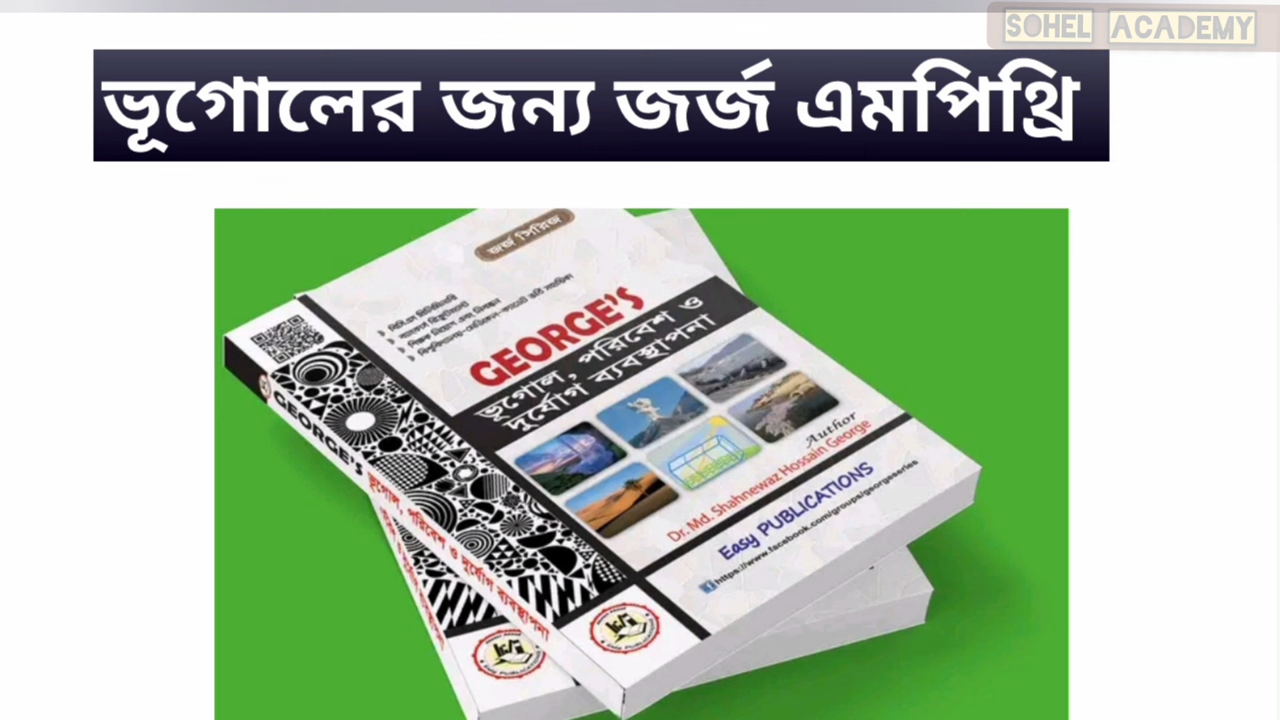 SOHEL ACADEMY
ভূগোলের জন্য জর্জ এমপিথ্রি
জর্জ সিরিজ
GEORGE'S
ভূগোল, পরিবেশ ও
দুর্যোগ ব্যবস্থাপনা
Author
Dr. Md. Shahnewaz Hossain George
Easy PUBLICATIONS
https://www.facebook.com/groups/georgeseries
GEORGE'S
ভূগোল, পরিবেশ ও দুর্যোগ ব্যবস্থাপনা